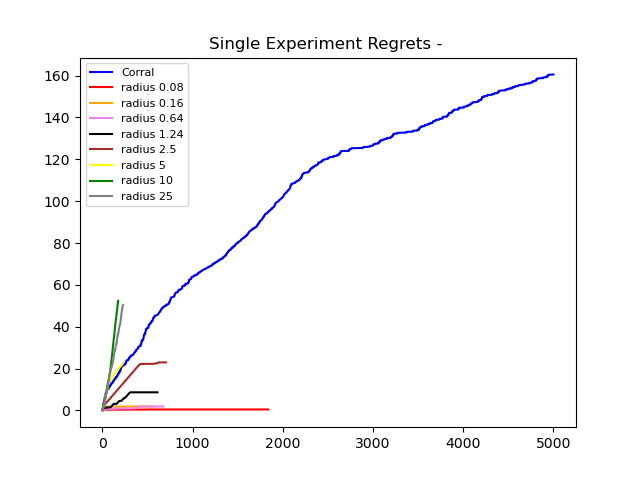 Single Experiment Regrets -
160
140
120
100
80
60
40
20
0
Corral
radius 0.08
radius 0.16
radius 0.64
radius 1.24
radius 2.5
radius 5
radius 10
radius 25
0 1000 2000 3000 4000 5000